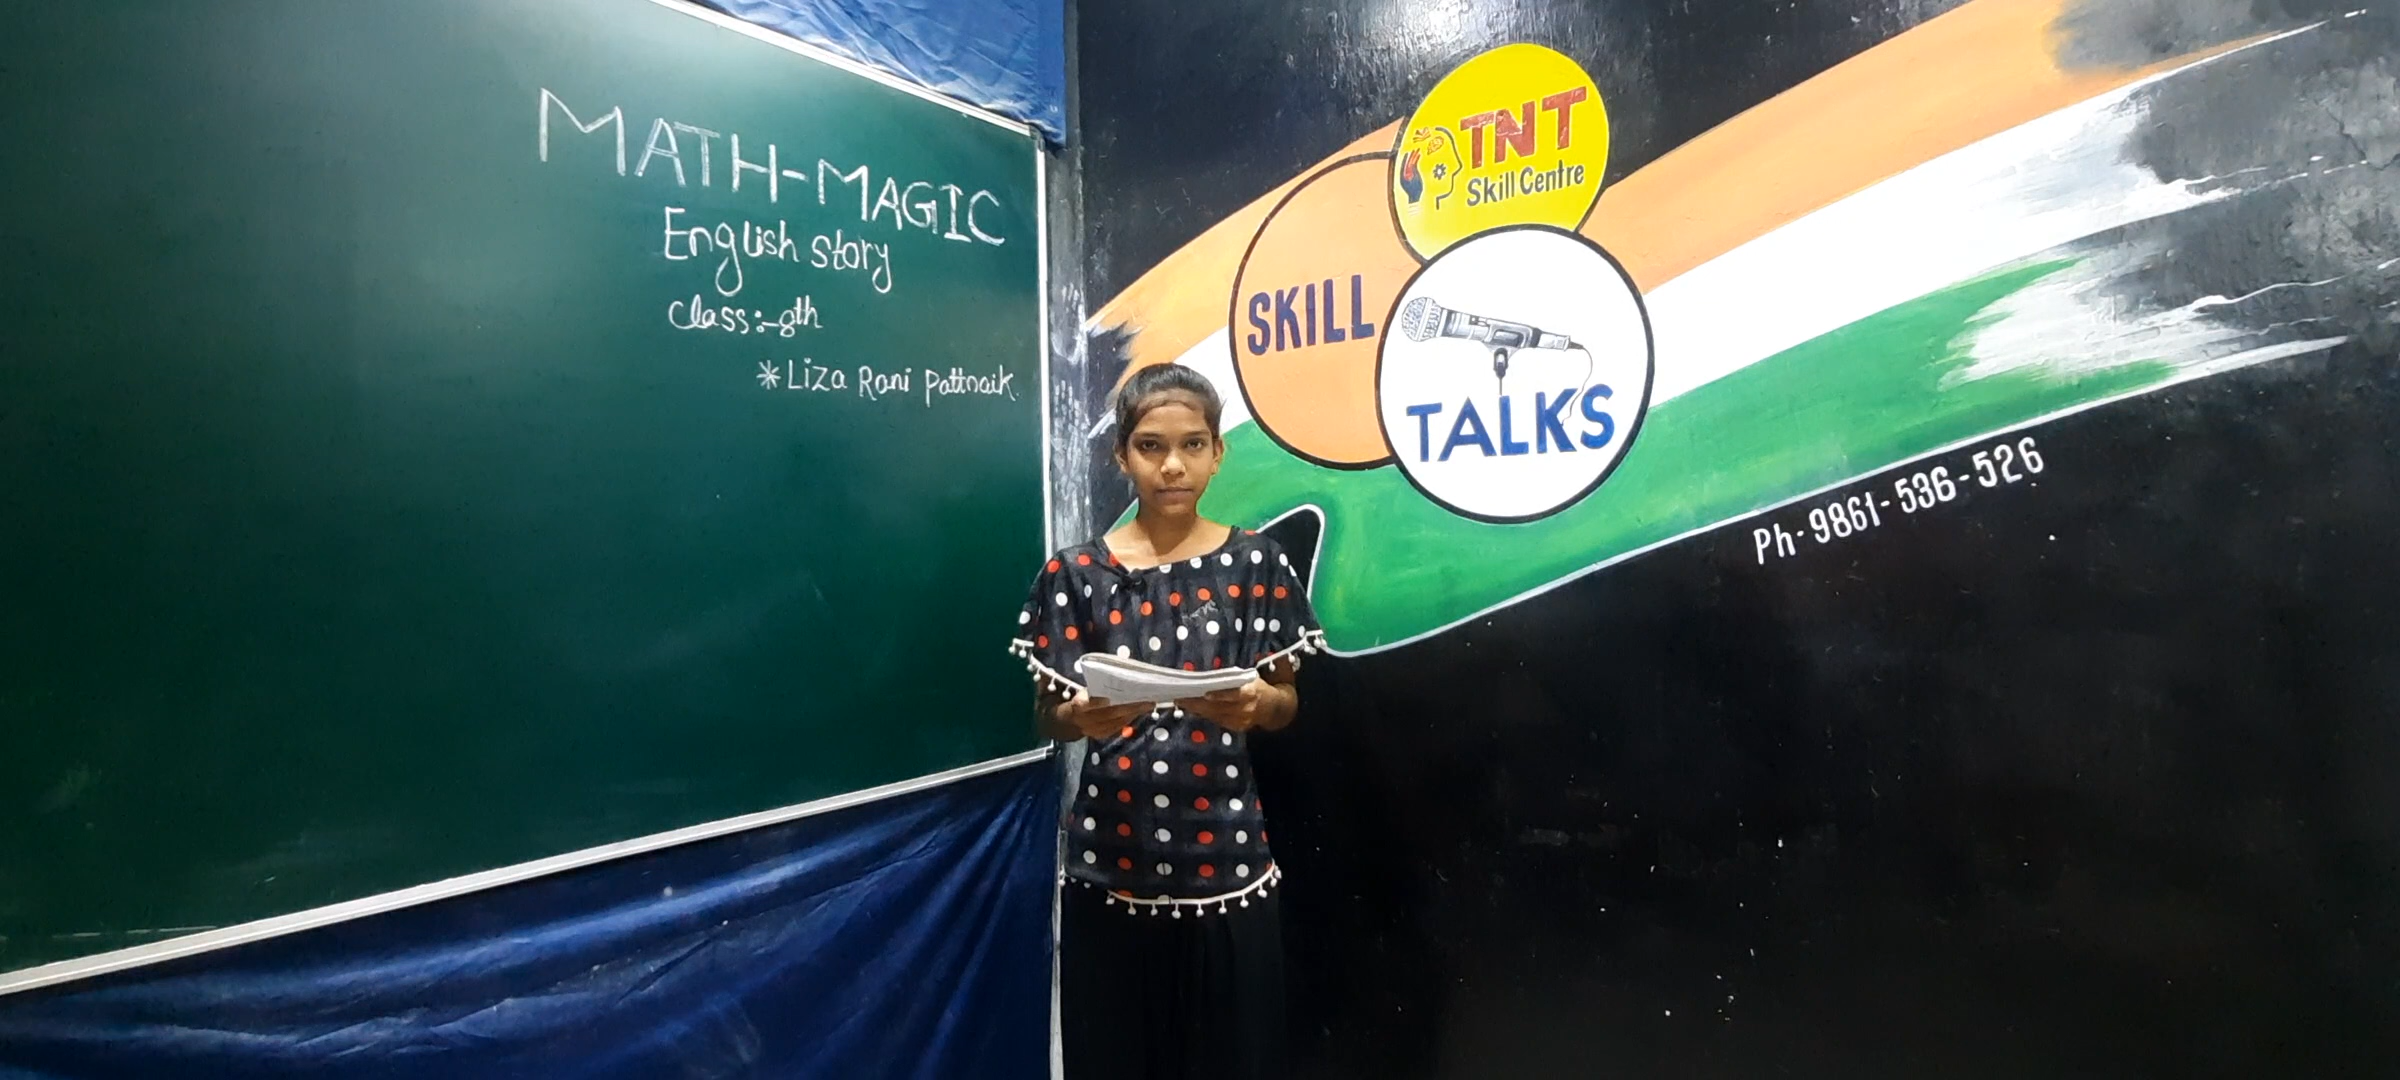 MATH-MAGIC
English story
Class:-8th
* Liza Rani Pattnaik.
TNT
Skill Centre
SKILL
TALKS
Ph-9861-536-526